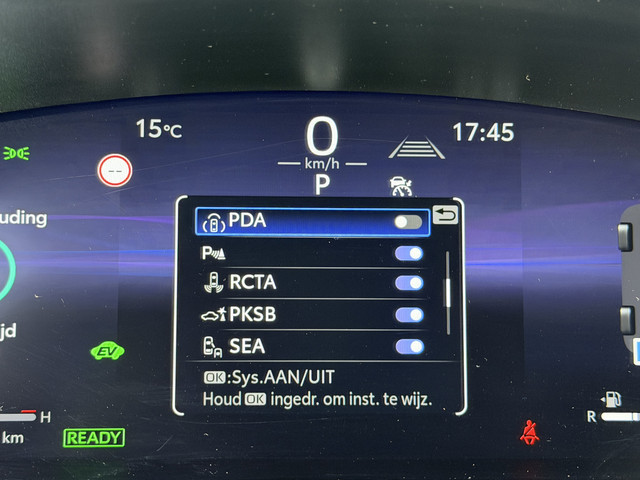 15°C
0
17:45
km/h
--
P
uding
PDA
P
RCTA
PKSB
jd
EV
SEA
OK:Sys.AAN/UIT
Houd OK ingedr. om inst. te wijz.
H
R
km
READY